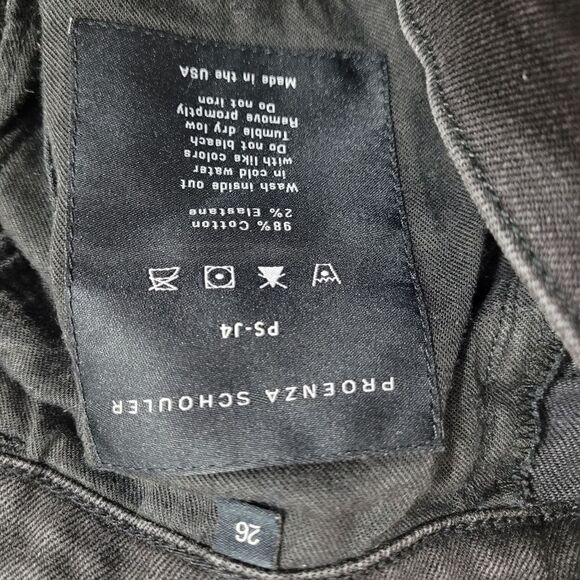 26
PROENZA SCHOULER
PS-J4
98% Cotton
2% Elastane
Wash inside out
in cold water
with like colors
Do not bleach
Tumble dry low
Remove promptly
Do not iron
Made in the USA